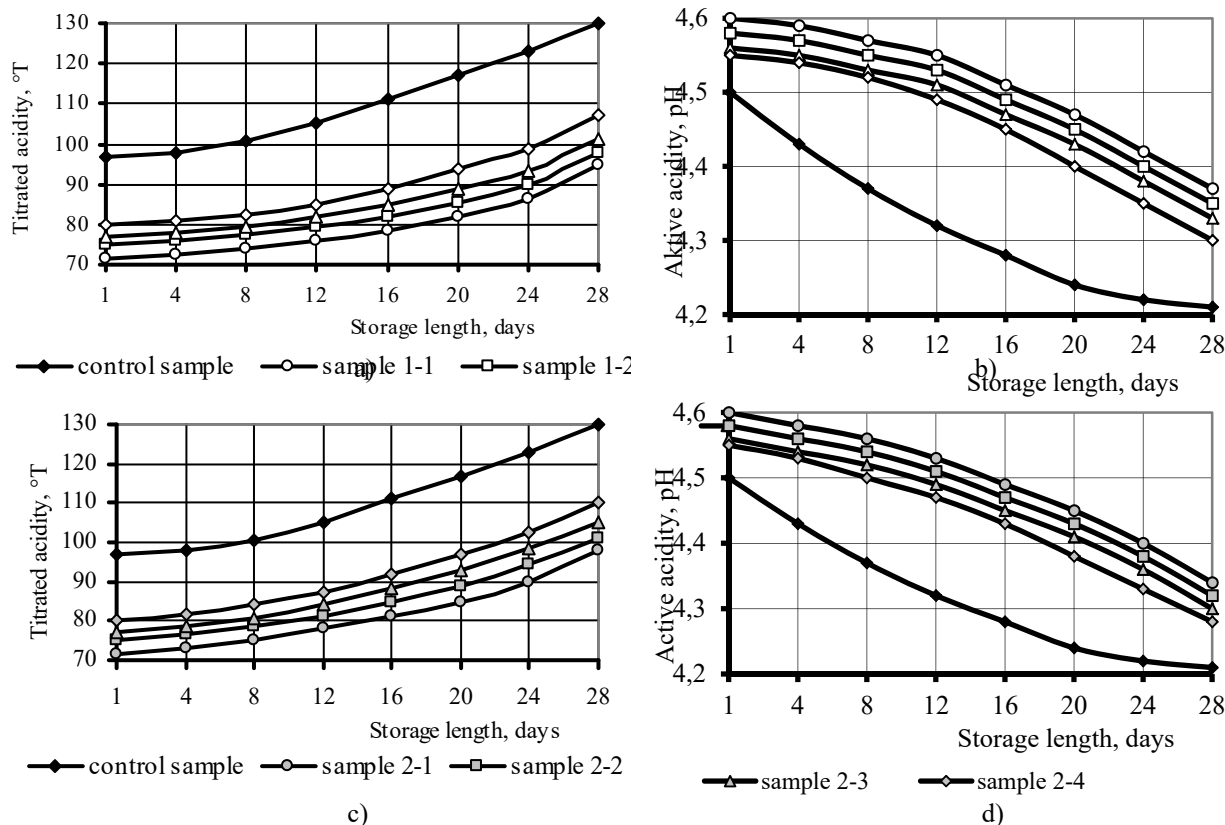 130
120
110
100
90
80
70
Titrated acidity, °T
1 4 8 12 16 20 24 28
Storage length, days
control sample sample 1-1 sample 1-2
a)
4,6
4,5
4,4
4,3
4,2
Aktive acidity, pH
1 4 8 12 16 20 24 28
b)
Storage length, days
130
120
110
100
90
80
70
Titrated acidity, °T
1 4 8 12 16 20 24 28
Storage length, days
control sample sample 2-1 sample 2-2
c)
4,6
4,5
4,4
4,3
4,2
Active acidity, pH
1 4 8 12 16 20 24 28
Storage length, days
sample 2-3 sample 2-4
d)